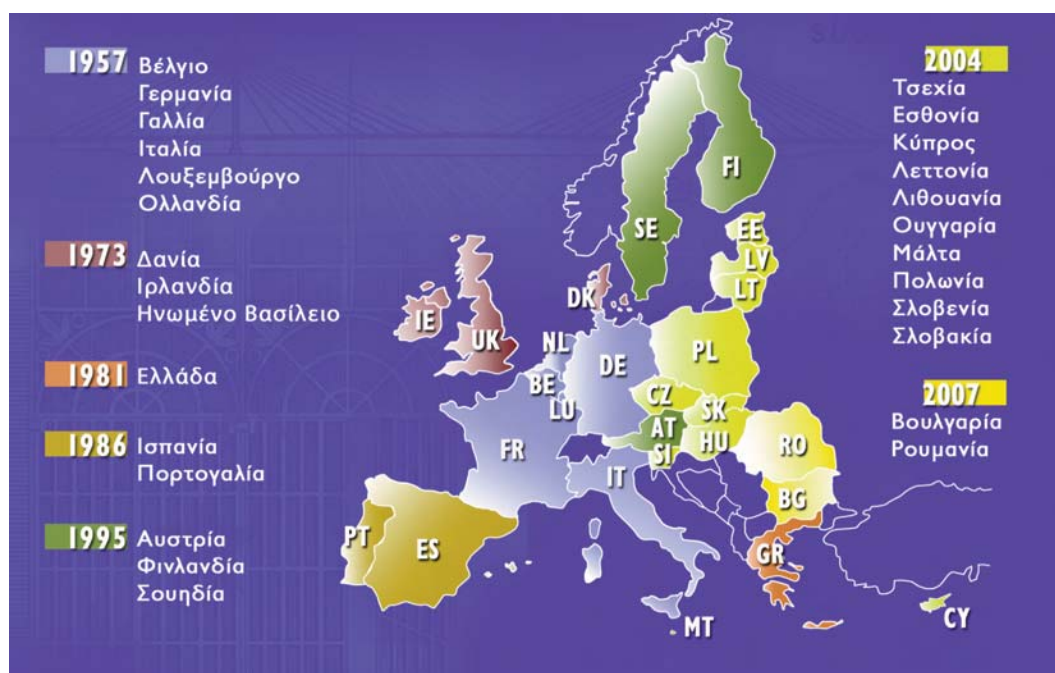 1957 Βέλγιο
Γερμανία
Γαλλία
Ιταλία
Λουξεμβούργο
Ολλανδία
1973 Δανία
Ιρλανδία
Ηνωμένο Βασίλειο
1981 Ελλάδα
1986 Ισπανία
Πορτογαλία
1995 Αυστρία
Φινλανδία
Σουηδία
FI
SE
EE
LV
LT
DK
IE
UK
NL
DE
PL
BE
LU
CZ
SK
AT
HU
SI
FR
RO
IT
BG
PT
ES
GR
MT
CY
2004
Τσεχία
Εσθονία
Κύπρος
Λεττονία
Λιθουανία
Ουγγαρία
Μάλτα
Πολωνία
Σλοβενία
Σλοβακία
2007
Βουλγαρία
Ρουμανία